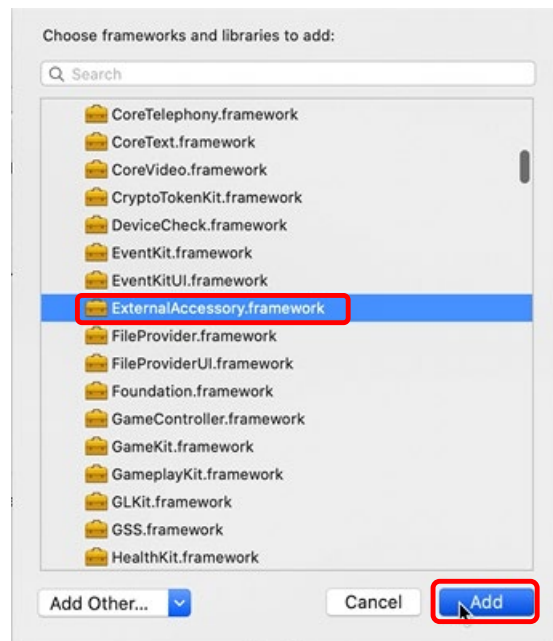 Choose frameworks and libraries to add:
Search
CoreTelephony.framework
CoreText.framework
CoreVideo.framework
CryptoTokenKit.framework
DeviceCheck.framework
EventKit.framework
EventKitUI.framework
ExternalAccessory.framework
FileProvider.framework
FileProviderUI.framework
Foundation.framework
GameController.framework
GameKit.framework
GameplayKit.framework
GLKit.framework
GSS.framework
HealthKit.framework
Add Other... Cancel Add